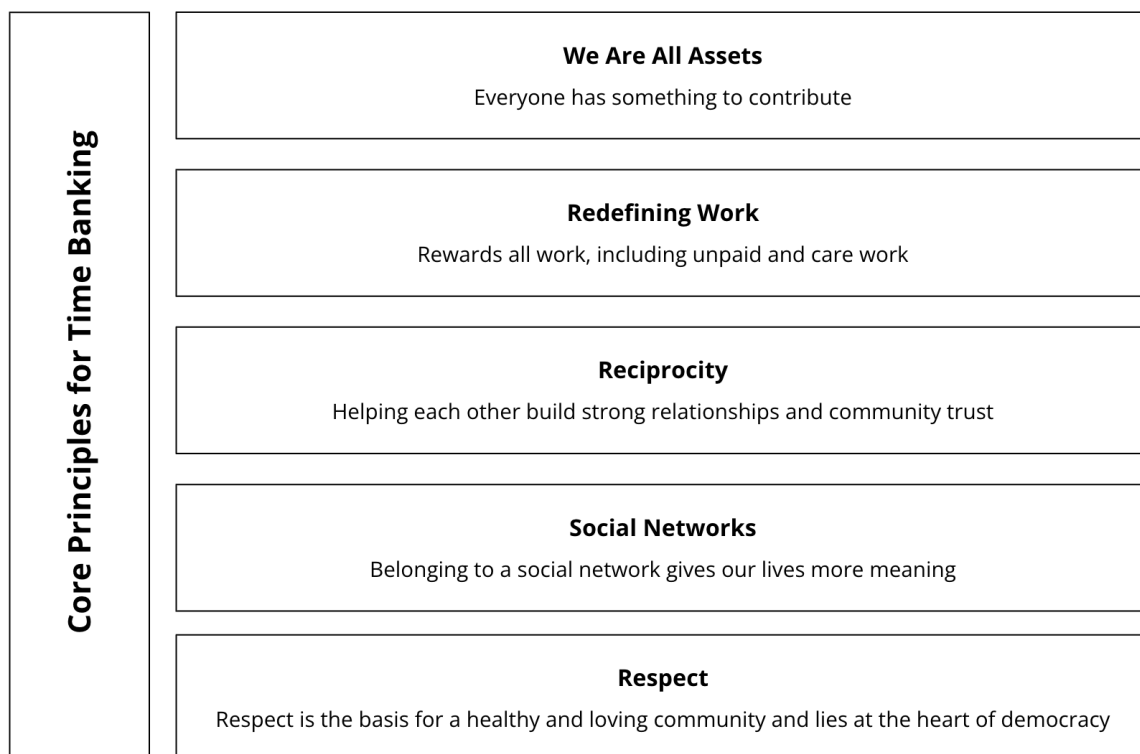 Core Principles for Time Banking
We Are All Assets
Everyone has something to contribute
Redefining Work
Rewards all work, including unpaid and care work
Reciprocity
Helping each other build strong relationships and community trust
Social Networks
Belonging to a social network gives our lives more meaning
Respect
Respect is the basis for a healthy and loving community and lies at the heart of democracy